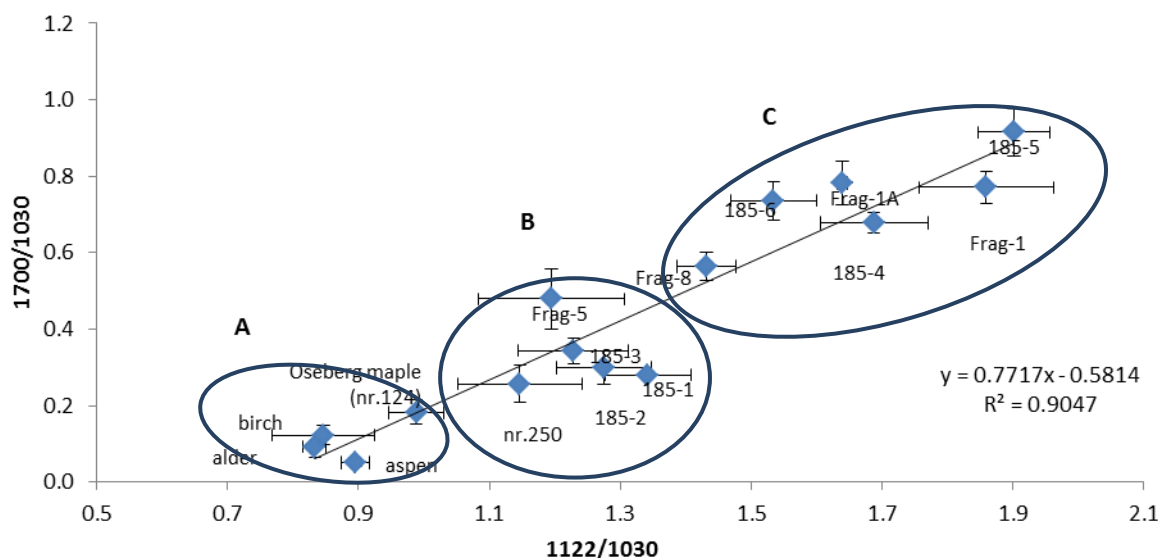 1.2
1.0
0.8
0.6
0.4
0.2
0.0
1700/1030
A
B
C
Oseberg maple
(nr.124)
birch
alder
aspen
Frag-5
185-3
185-1
185-2
nr.250
Frag-8
185-6
Frag-1A
185-5
185-4
Frag-1
y = 0.7717x - 0.5814
R² = 0.9047
0.5 0.7 0.9 1.1 1.3 1.5 1.7 1.9 2.1
1122/1030